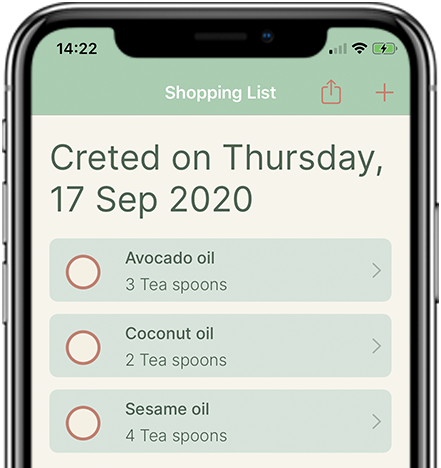 14:22
Shopping List
Creted on Thursday,
17 Sep 2020
Avocado oil
3 Tea spoons
Coconut oil
2 Tea spoons
Sesame oil
4 Tea spoons